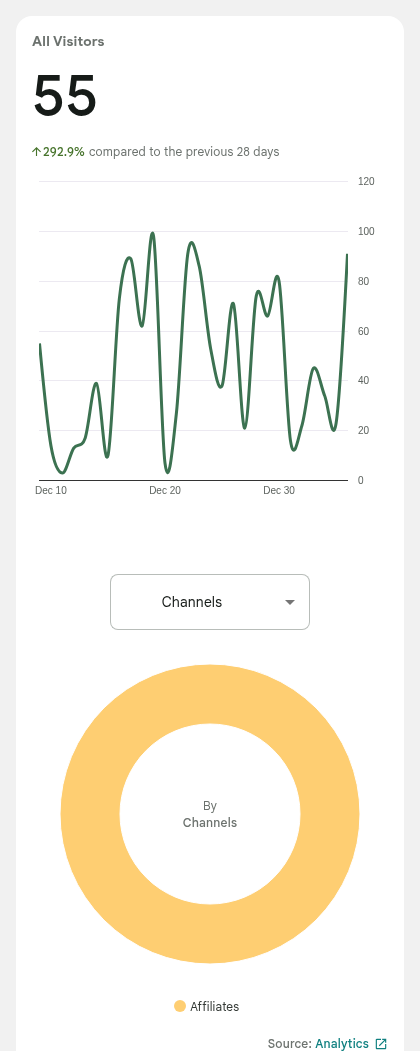 All Visitors
55
↑292.9% compared to the previous 28 days
120
100
80
60
40
20
0
Dec 10 Dec 20 Dec 30
Channels
By
Channels
Affiliates
Source: Analytics